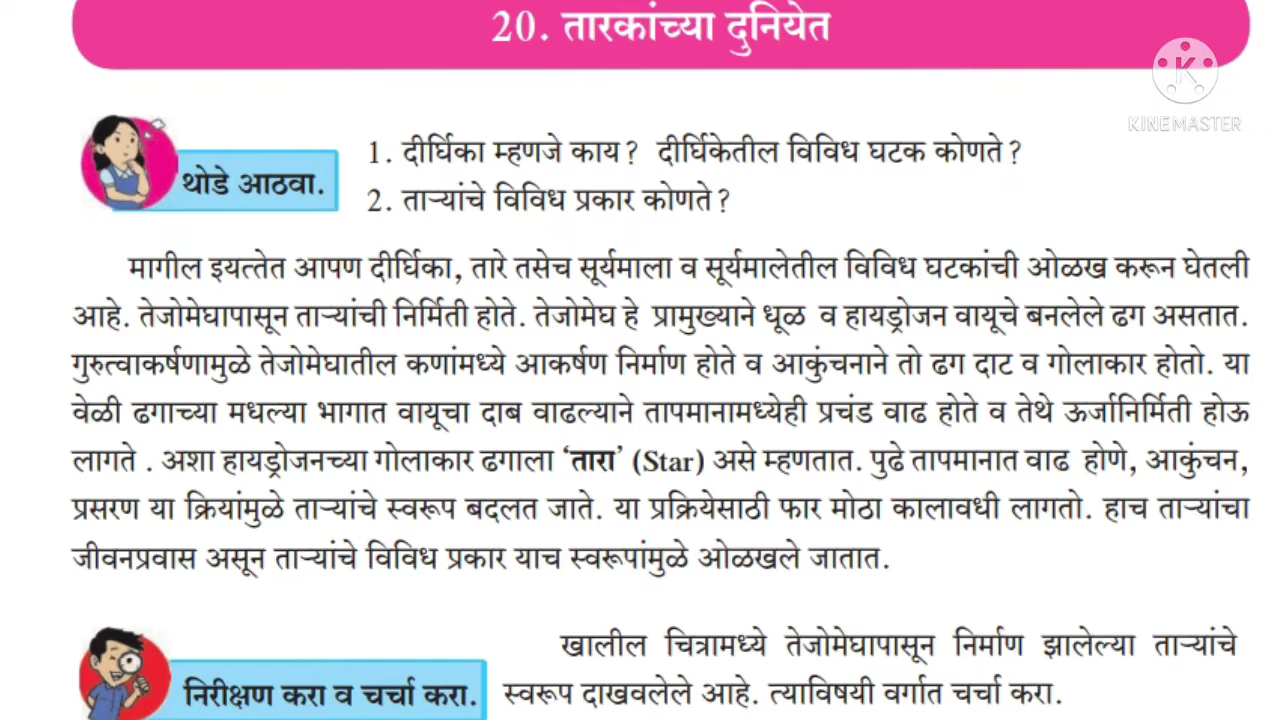 20. तारकांच्या दुनियेत
K
KINEMASTER
थोडे आठवा.
1. दीर्घिका म्हणजे काय? दीर्घिकेतील विविध घटक कोणते?
2. ताऱ्यांचे विविध प्रकार कोणते?
मागील इयत्तेत आपण दीर्घिका, तारे तसेच सूर्यमाला व सूर्यमालेतील विविध घटकांची ओळख करून घेतली
आहे. तेजोमेघापासून ताऱ्यांची निर्मिती होते. तेजोमेघ हे प्रामुख्याने धूळ व हायड्रोजन वायूचे बनलेले ढग असतात.
गुरुत्वाकर्षणामुळे तेजोमेघातील कणांमध्ये आकर्षण निर्माण होते व आकुंचनाने तो ढग दाट व गोलाकार होतो. या
वेळी ढगाच्या मधल्या भागात वायूचा दाब वाढल्याने तापमानामध्येही प्रचंड वाढ होते व तेथे ऊर्जानिर्मिती होऊ
लागते . अशा हायड्रोजनच्या गोलाकार ढगाला ‘तारा’ (Star) असे म्हणतात. पुढे तापमानात वाढ होणे, आकुंचन,
प्रसरण या क्रियांमुळे ताऱ्यांचे स्वरूप बदलत जाते. या प्रक्रियेसाठी फार मोठा कालावधी लागतो. हाच ताऱ्यांचा
जीवनप्रवास असून ताऱ्यांचे विविध प्रकार याच स्वरूपांमुळे ओळखले जातात.
निरीक्षण करा व चर्चा करा.
खालील चित्रामध्ये तेजोमेघापासून निर्माण झालेल्या ताऱ्यांचे
स्वरूप दाखवलेले आहे. त्याविषयी वर्गात चर्चा करा.